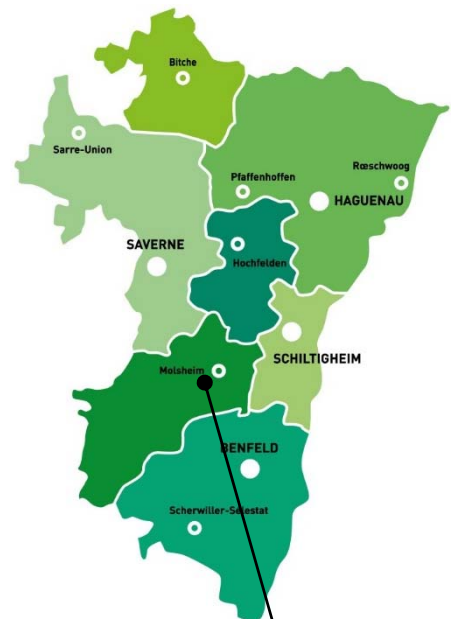 Bitche
Sarre-Union
Pfaffenhoffen
Rœschwoog
HAGUENAU
SAVERNE
Hochfelden
SCHILTIGHEIM
Molsheim
BENFELD
Scherwiller-Sélestat